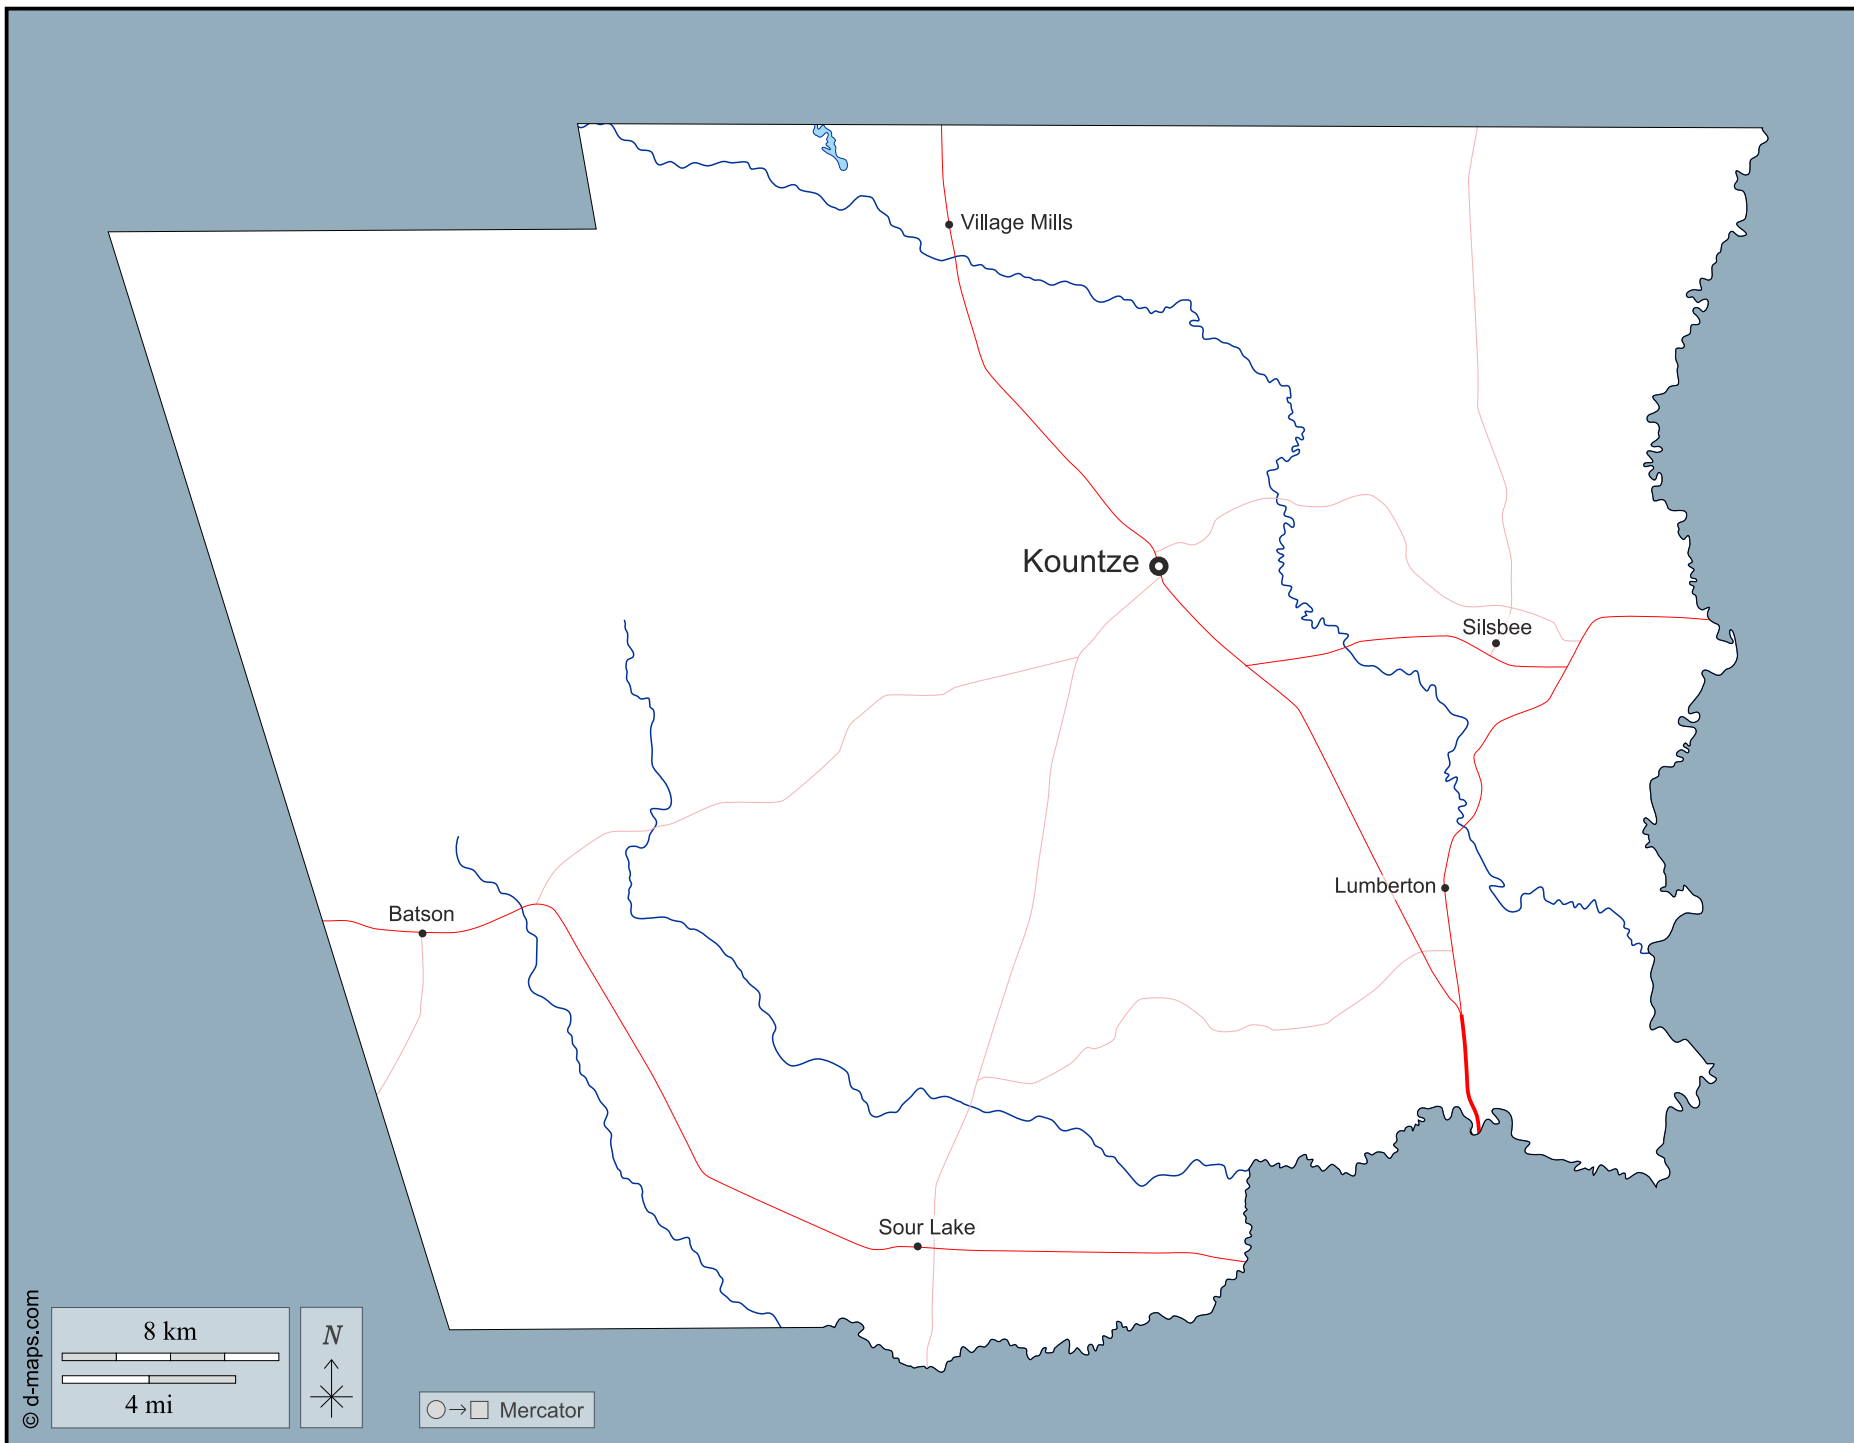 Village Mills
Kountze
Silsbee
Lumberton
Batson
Sour Lake
© d-maps.com
8 km
4 mi
N
Mercator